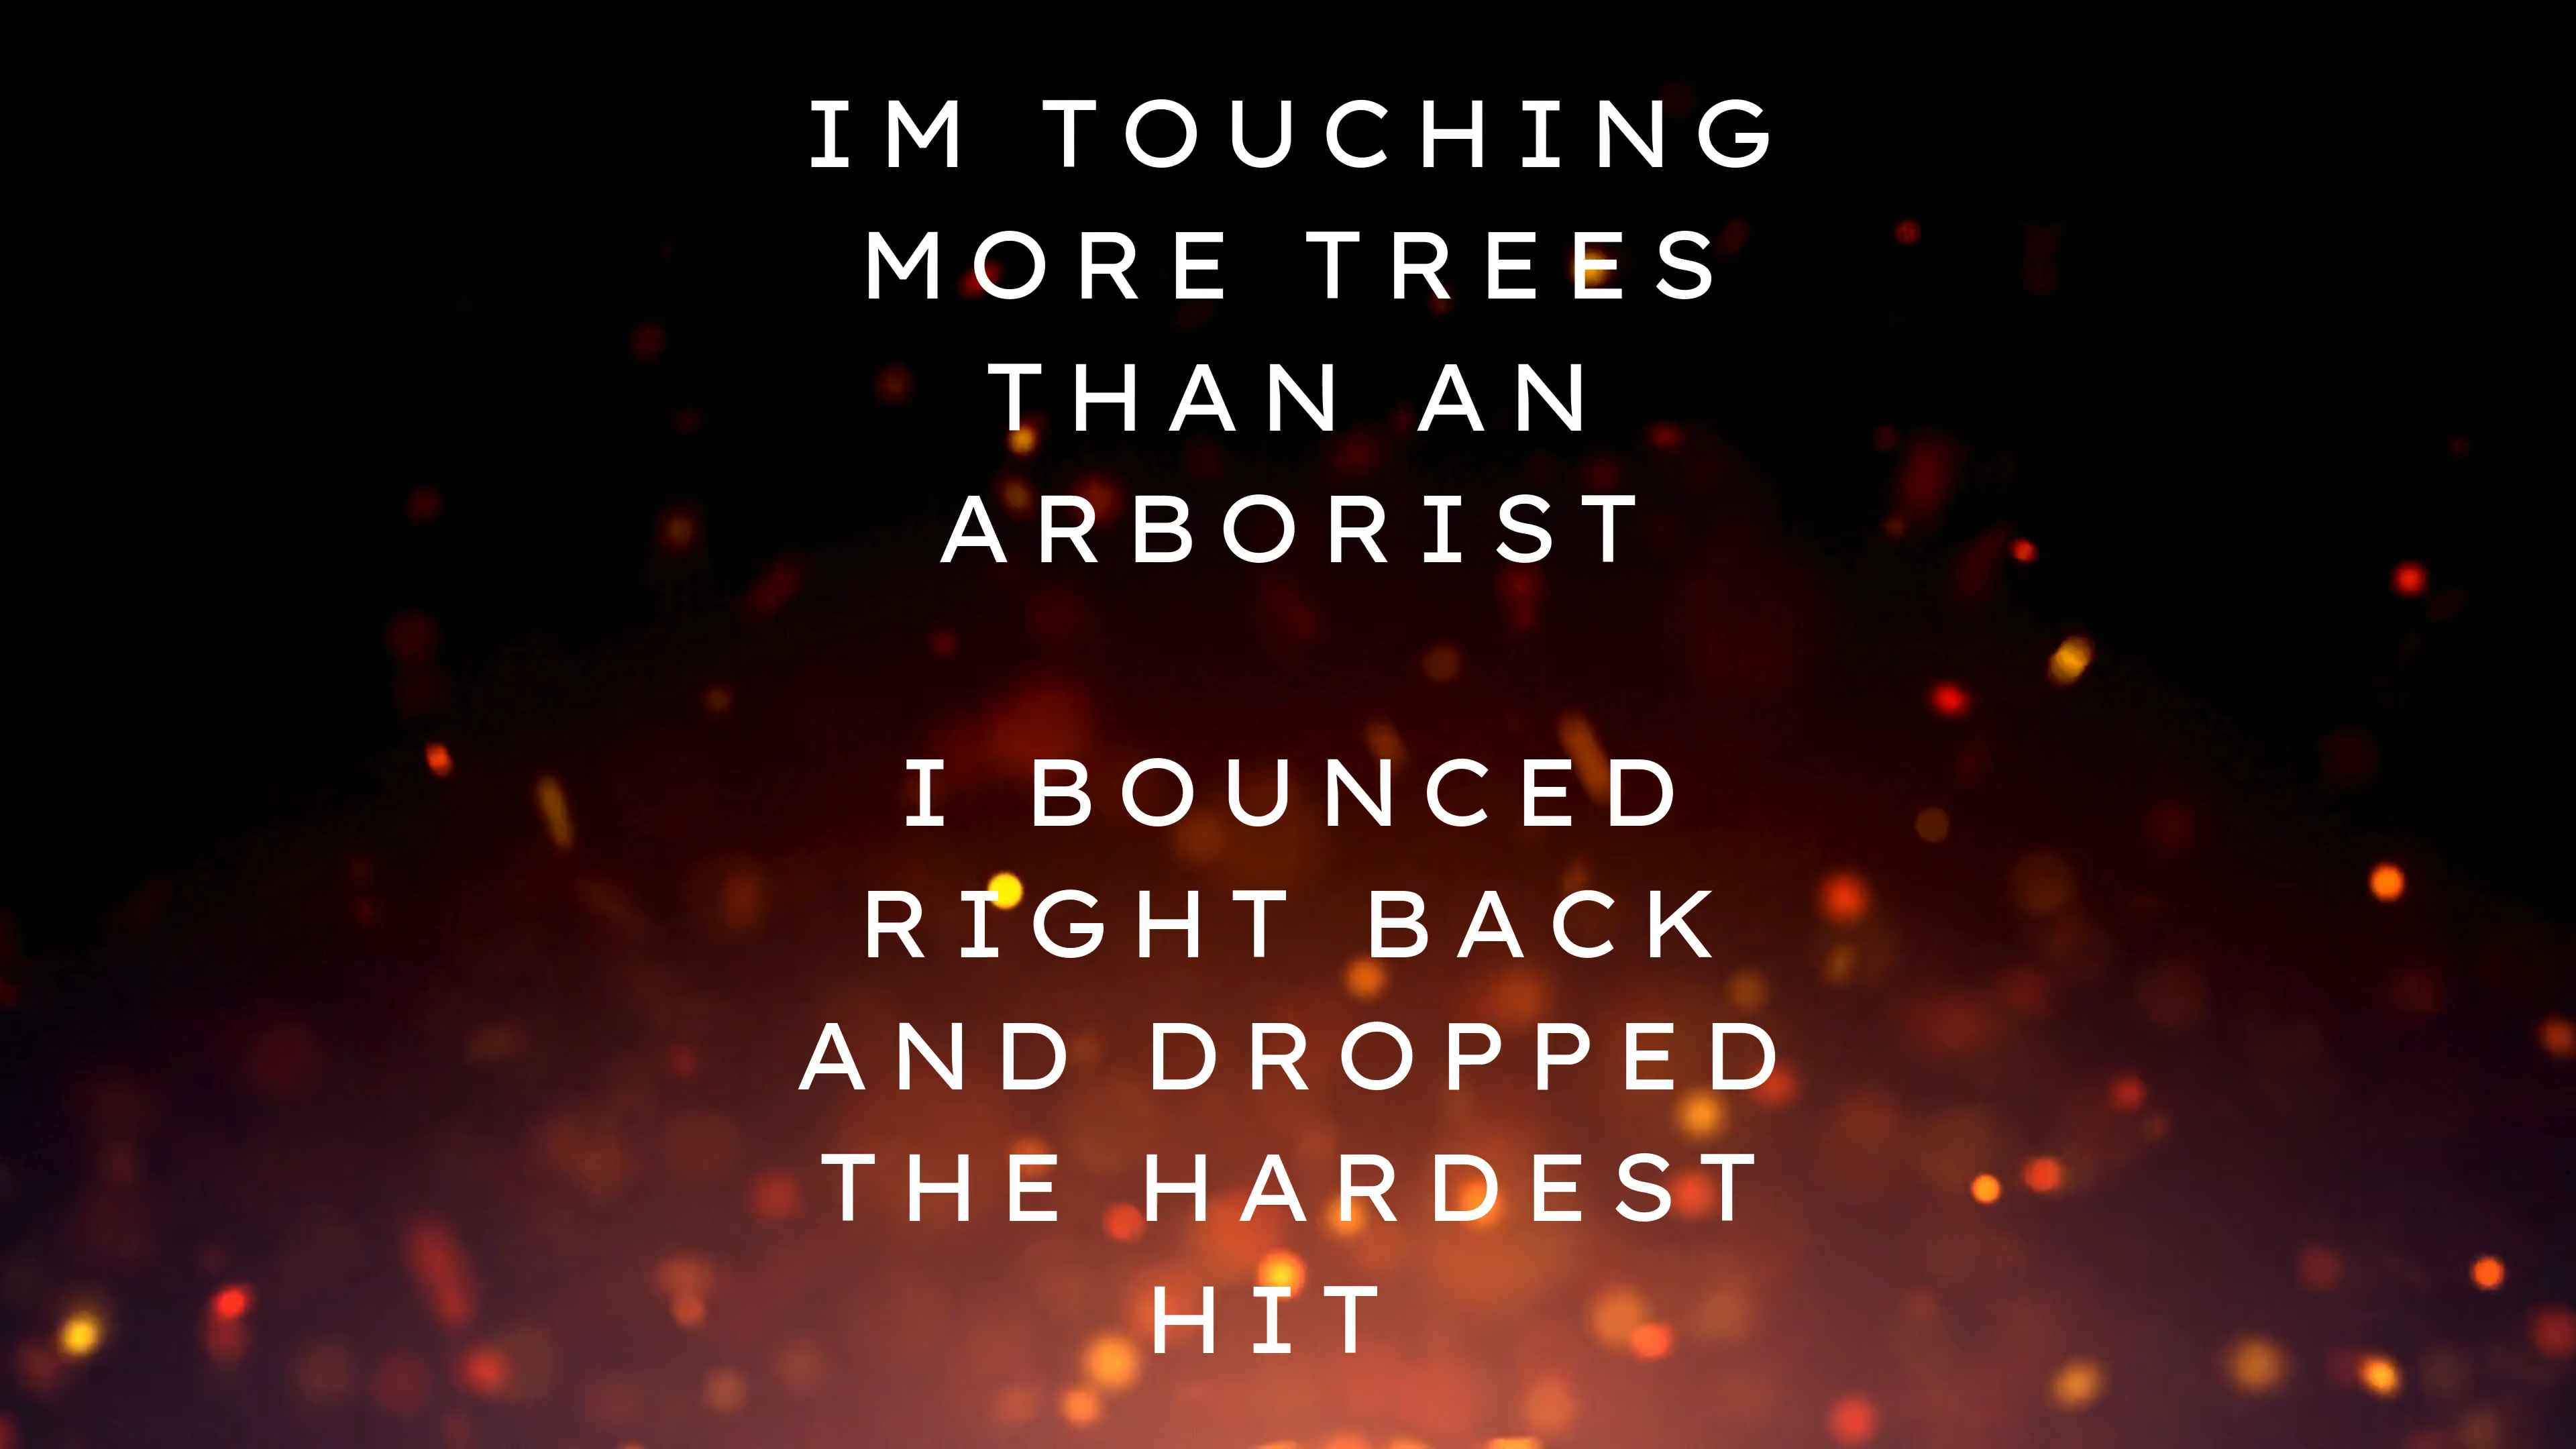 IM TOUCHING
MORE TREES
THAN AN
ARBORIST
I BOUNCED
RIGHT BACK
AND DROPPED
THE HARDEST
HIT